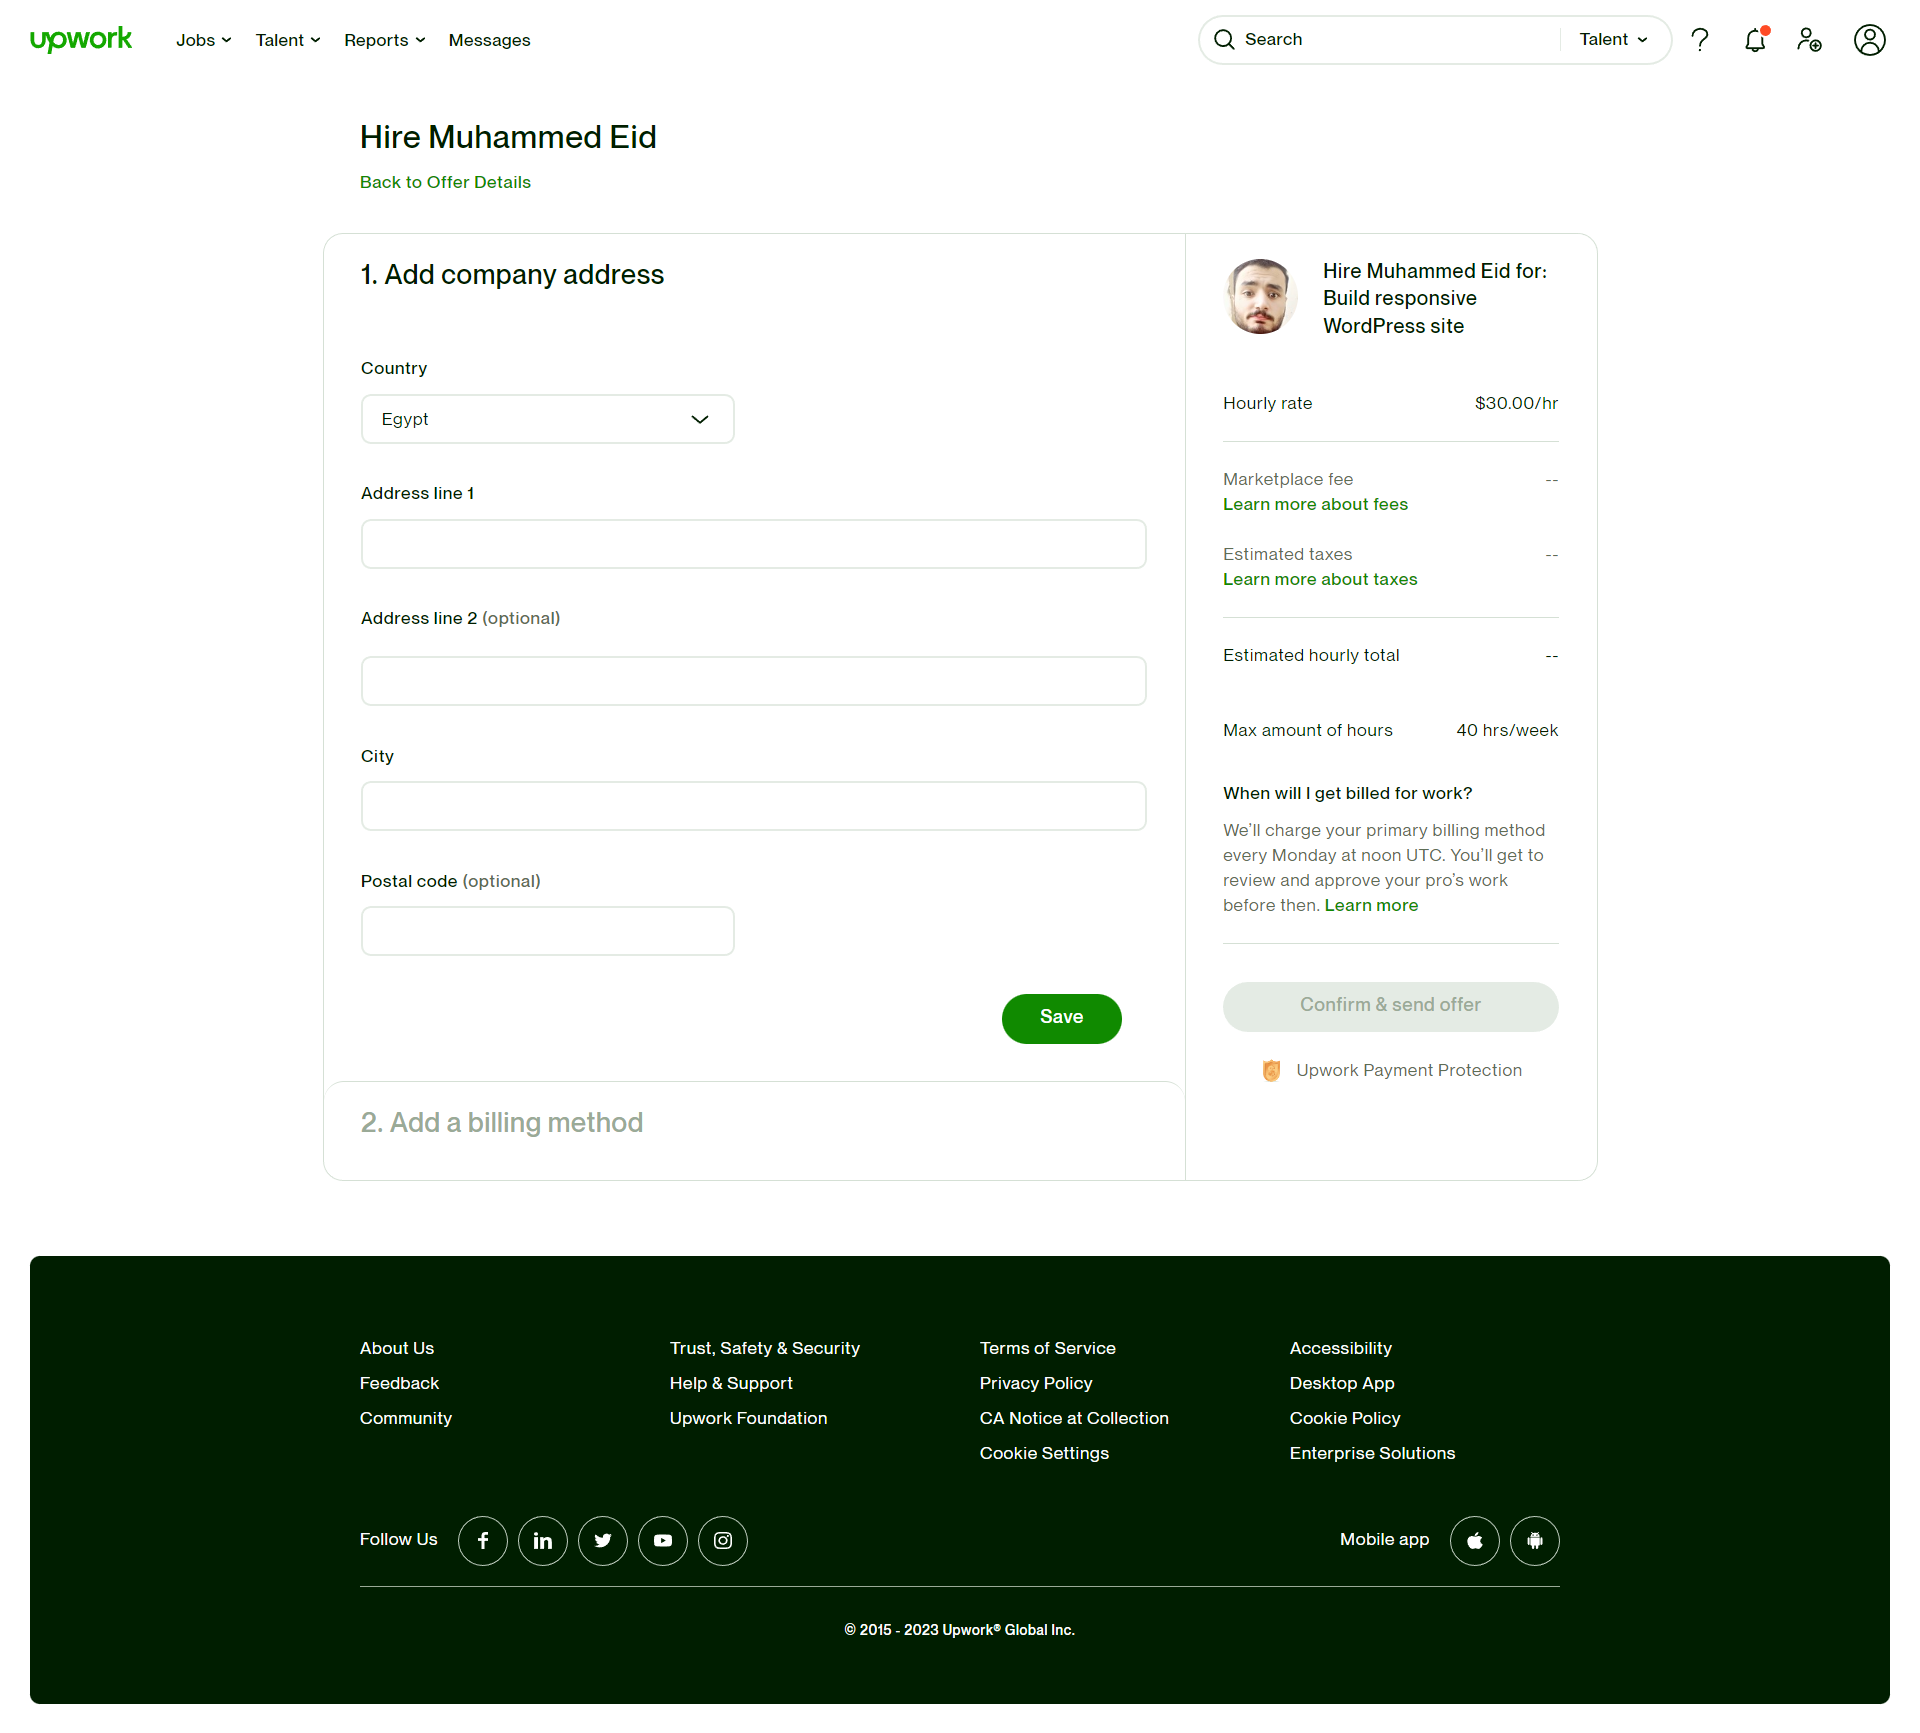 upwork
Jobs
Talent
Reports
Messages
Search
Talent
Hire Muhammed Eid
Back to Offer Details
1. Add company address
Country
Egypt
Address line 1
Address line 2 (optional)
City
Postal code (optional)
Save
2. Add a billing method
Hire Muhammed Eid for:
Build responsive
WordPress site
Hourly rate $30.00/hr
Marketplace fee --
Learn more about fees
Estimated taxes --
Learn more about taxes
Estimated hourly total --
Max amount of hours 40 hrs/week
When will I get billed for work?
We’ll charge your primary billing method
every Monday at noon UTC. You’ll get to
review and approve your pro’s work
before then. Learn more
Confirm & send offer
Upwork Payment Protection
About Us
Feedback
Community
Trust, Safety & Security
Help & Support
Upwork Foundation
Terms of Service
Privacy Policy
CA Notice at Collection
Cookie Settings
Accessibility
Desktop App
Cookie Policy
Enterprise Solutions
Follow Us
Mobile app
© 2015 - 2023 Upwork® Global Inc.